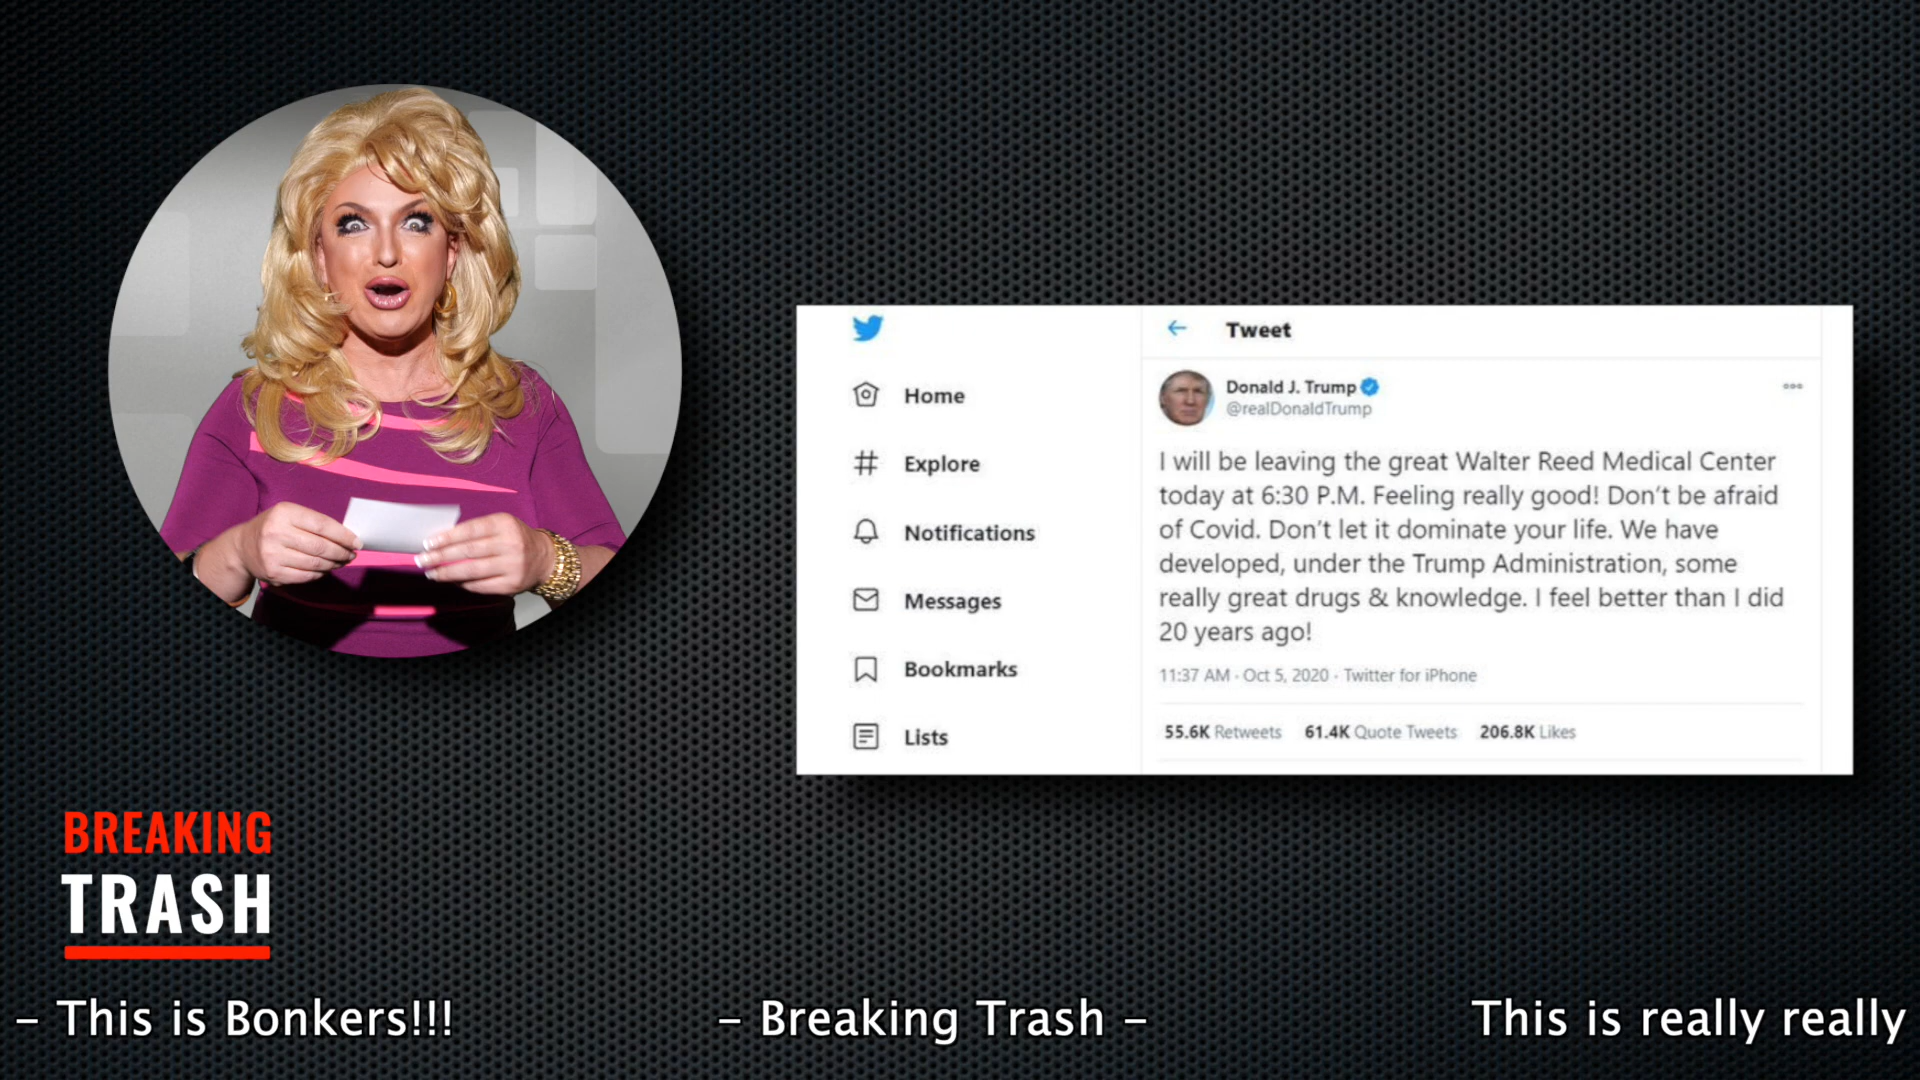 Tweet
Home
Explore
Notifications
Messages
Bookmarks
Lists
Donald J. Trump
@realDonaldTrump
I will be leaving the great Walter Reed Medical Center
today at 6:30 P.M. Feeling really good! Don't be afraid
of Covid. Don't let it dominate your life. We have
developed, under the Trump Administration, some
really great drugs & knowledge. I feel better than I did
20 years ago!
11:37 AM · Oct 5, 2020 · Twitter for iPhone
55.6K Retweets 61.4K Quote Tweets 206.8K Likes
BREAKING
TRASH
– This is Bonkers!!! – Breaking Trash – This is really really